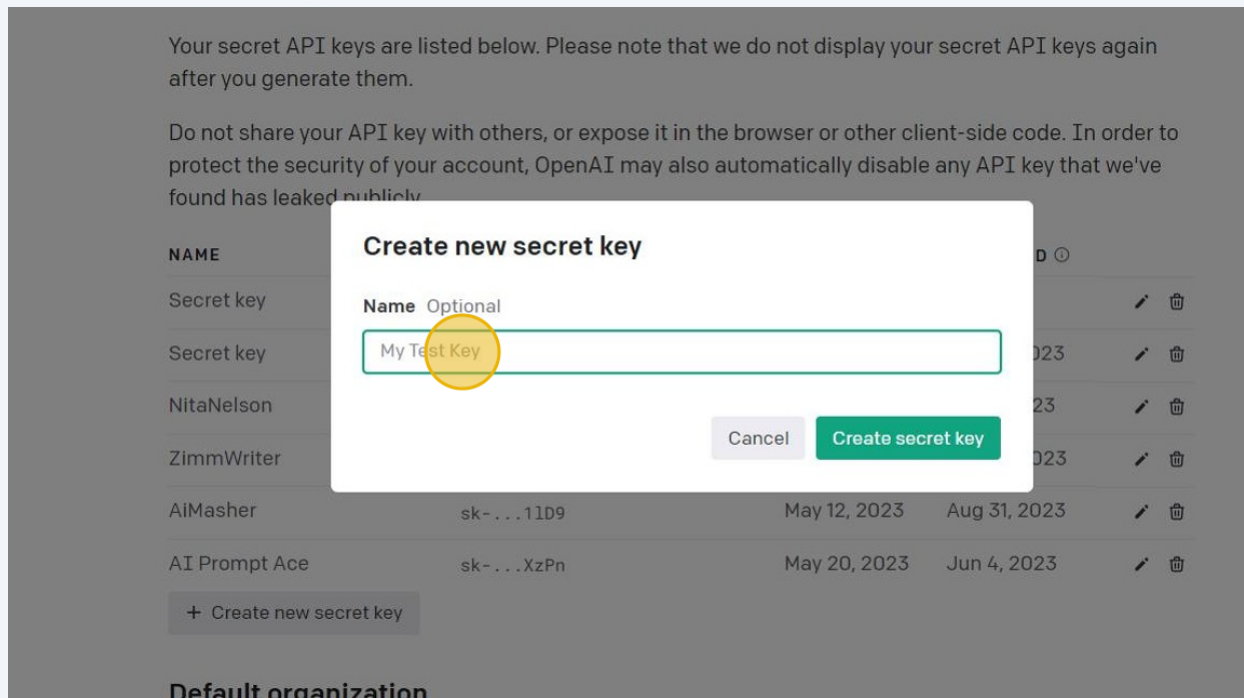 Your secret API keys are listed below. Please note that we do not display your secret API keys again
after you generate them.
Do not share your API key with others, or expose it in the browser or other client-side code. In order to
protect the security of your account, OpenAI may also automatically disable any API key that we've
found has leaked publicly
Create new secret key
Name Optional
My Test Key
Cancel Create secret key
NAME D
Secret key
Secret key 023
NitaNelson 23
ZimmWriter 023
AiMasher sk-...1lD9 May 12, 2023 Aug 31, 2023
AI Prompt Ace sk-...XzPn May 20, 2023 Jun 4, 2023
+ Create new secret key
Default organization